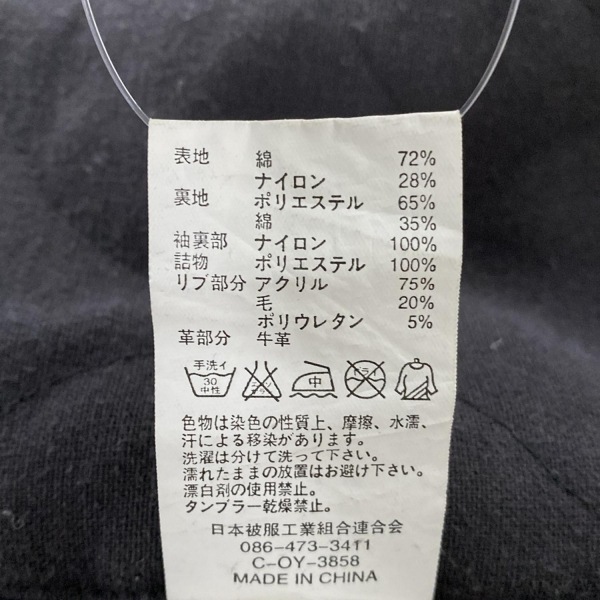 表地 綿 72%
ナイロン 28%
裏地 ポリエステル 65%
綿 35%
袖裏部 ナイロン 100%
詰物 ポリエステル 100%
リブ部分 アクリル 75%
毛 20%
ポリウレタン 5%
革部分 牛革
手洗イ
30
中性
中
ドライ
色物は染色の性質上、摩擦、水濡、
汗による移染があります。
洗濯は分けて洗って下さい。
濡れたままの放置はお避け下さい。
漂白剤の使用禁止。
タンブラー乾燥禁止。
日本被服工業組合連合会
086-473-3411
C-OY-3858
MADE IN CHINA